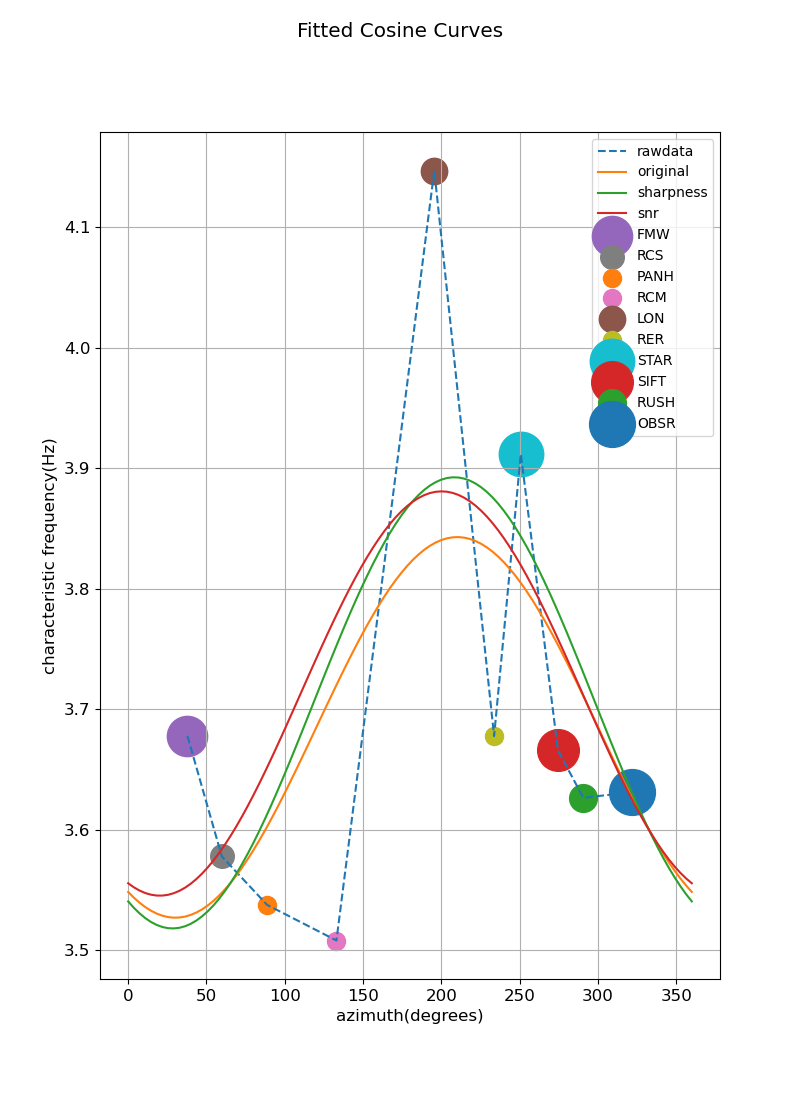 Fitted Cosine Curves
rawdata
original
sharpness
snr
FMW
RCS
PANH
RCM
LON
RER
STAR
SIFT
RUSH
OBSR
characteristic frequency(Hz)
4.1
4.0
3.9
3.8
3.7
3.6
3.5
0 50 100 150 200 250 300 350
azimuth(degrees)